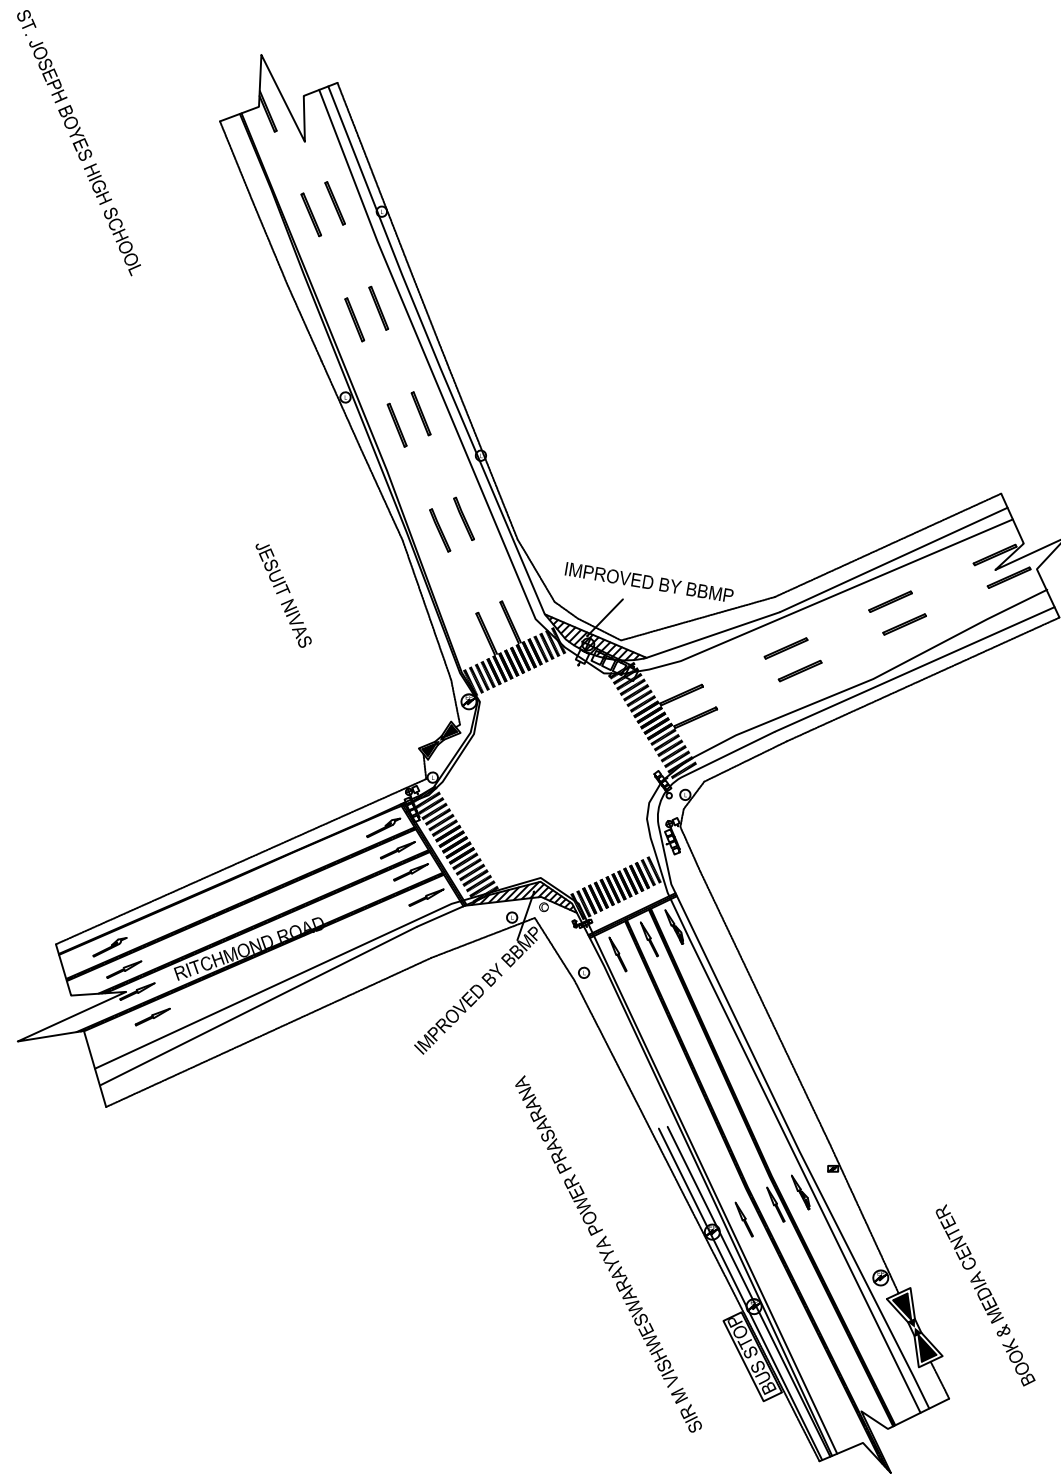 ST. JOSEPH BOYES HIGH SCHOOL
JESUIT NIVAS
IMPROVED BY BBMP
RITCHMOND ROAD
IMPROVED BY BBMP
SIR M VISHWESWARAYYA POWER PRASARANA
BUS STOP
BOOK & MEDIA CENTER